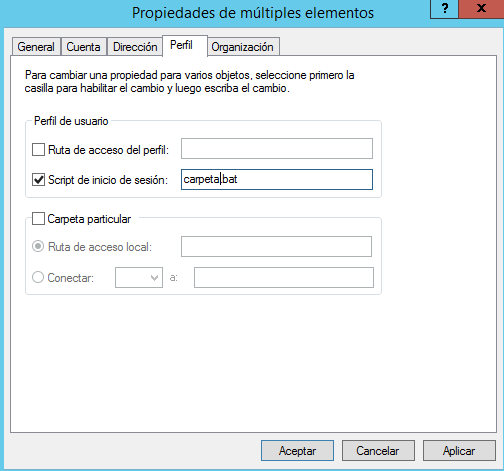 Propiedades de múltiples elementos
? X
General Cuenta Dirección Perfil Organización
Para cambiar una propiedad para varios objetos, seleccione primero la
casilla para habilitar el cambio y luego escriba el cambio.
Perfil de usuario
Ruta de acceso del perfil:
Script de inicio de sesión: carpeta.bat
Carpeta particular
Ruta de acceso local:
Conectar: a:
Aceptar Cancelar Aplicar